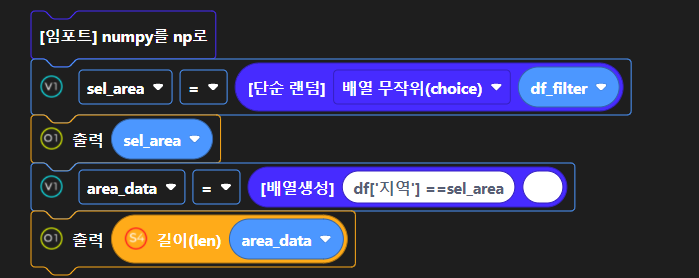 [임포트] numpy를 np로
V1 sel_area = [단순 랜덤] 배열 무작위(choice) df_filter
O1 출력 sel_area
V1 area_data = [배열생성] df['지역'] ==sel_area
O1 출력 S4 길이(len) area_data